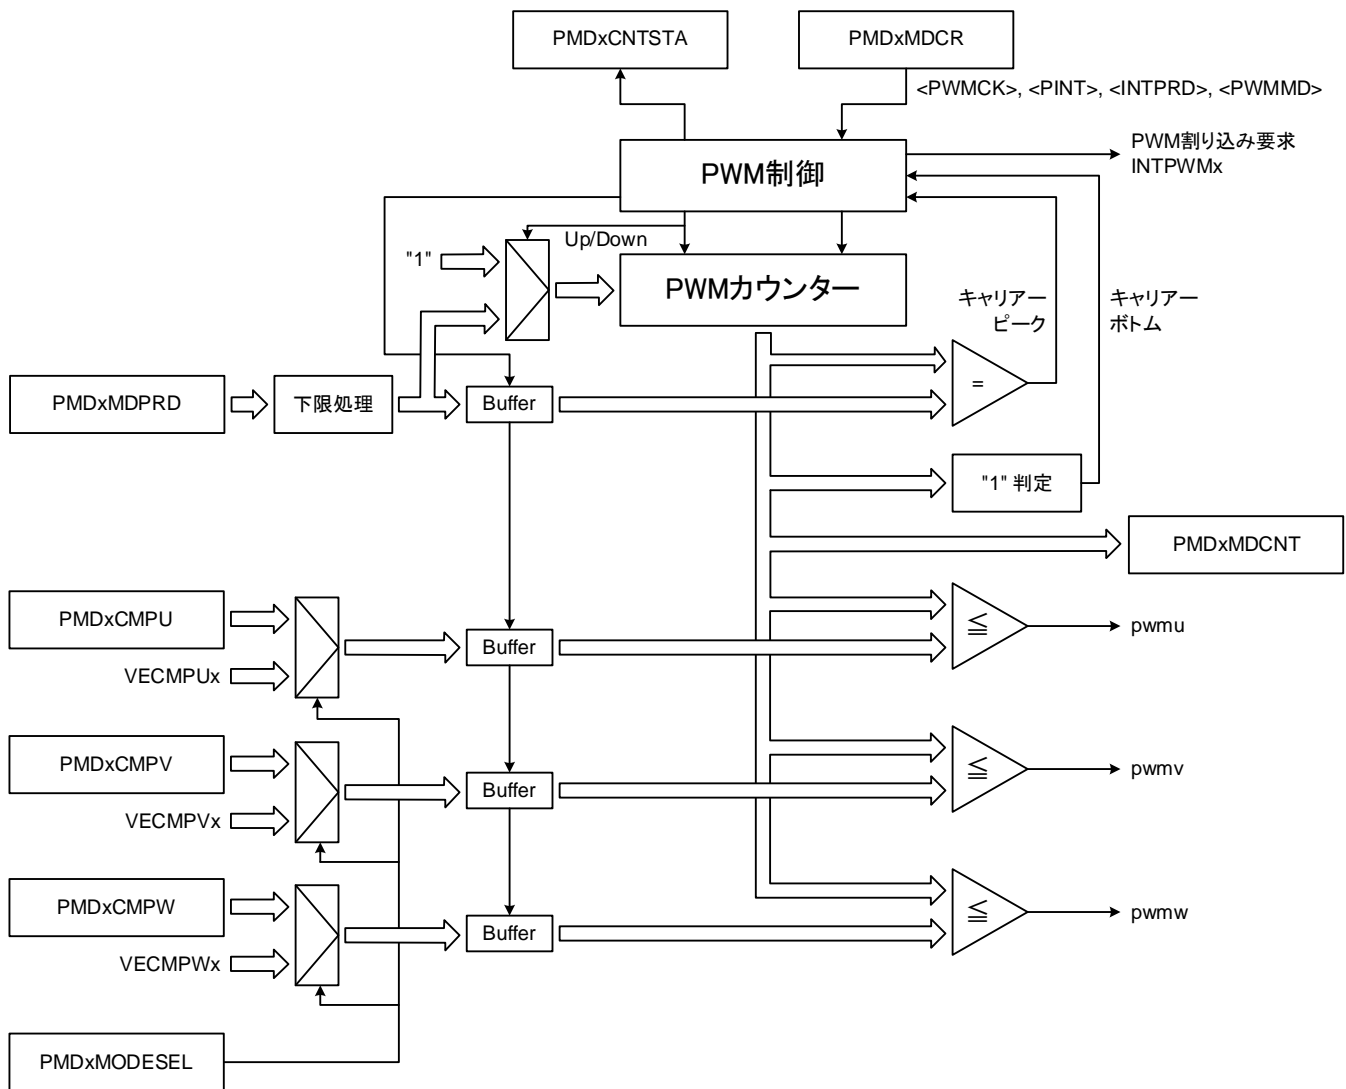 PMDxCNTSTA
PMDxMDCR
<PWMCK>, <PINT>, <INTPRD>, <PWMMD>
PWM制御
PWM割り込み要求
INTPWMx
"1"
Up/Down
PWMカウンター
キャリアー
ピーク
キャリアー
ボトム
PMDxMDPRD
下限処理
Buffer
=
"1" 判定
PMDxMDCNT
PMDxCMPU
VECMPUx
Buffer
≦
pwmu
PMDxCMPV
VECMPVx
Buffer
≦
pwmv
PMDxCMPW
VECMPWx
Buffer
≦
pwmw
PMDxMODESEL